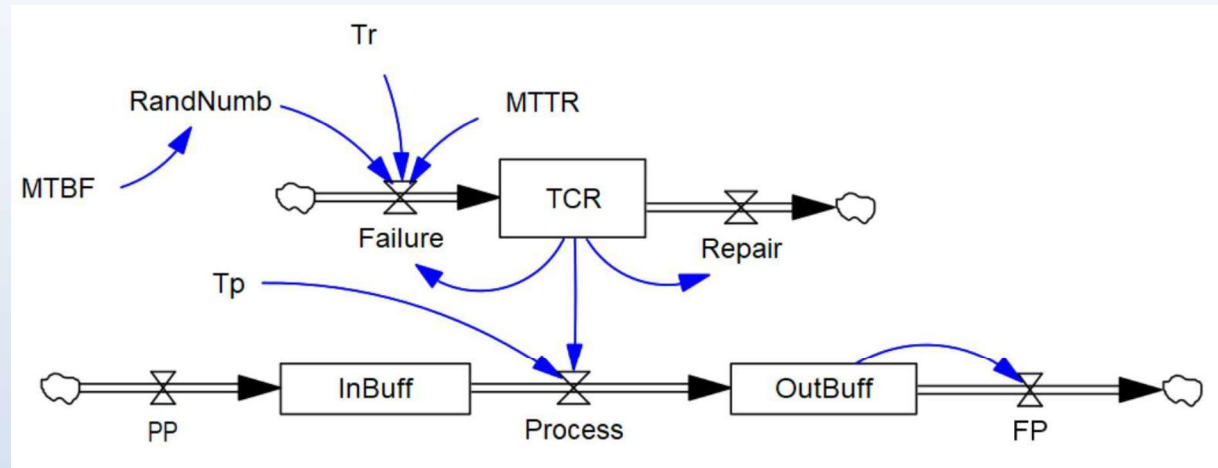 Tr
RandNumb
MTTR
MTBF
TCR
Failure
Repair
Tp
InBuff
OutBuff
PP
Process
FP